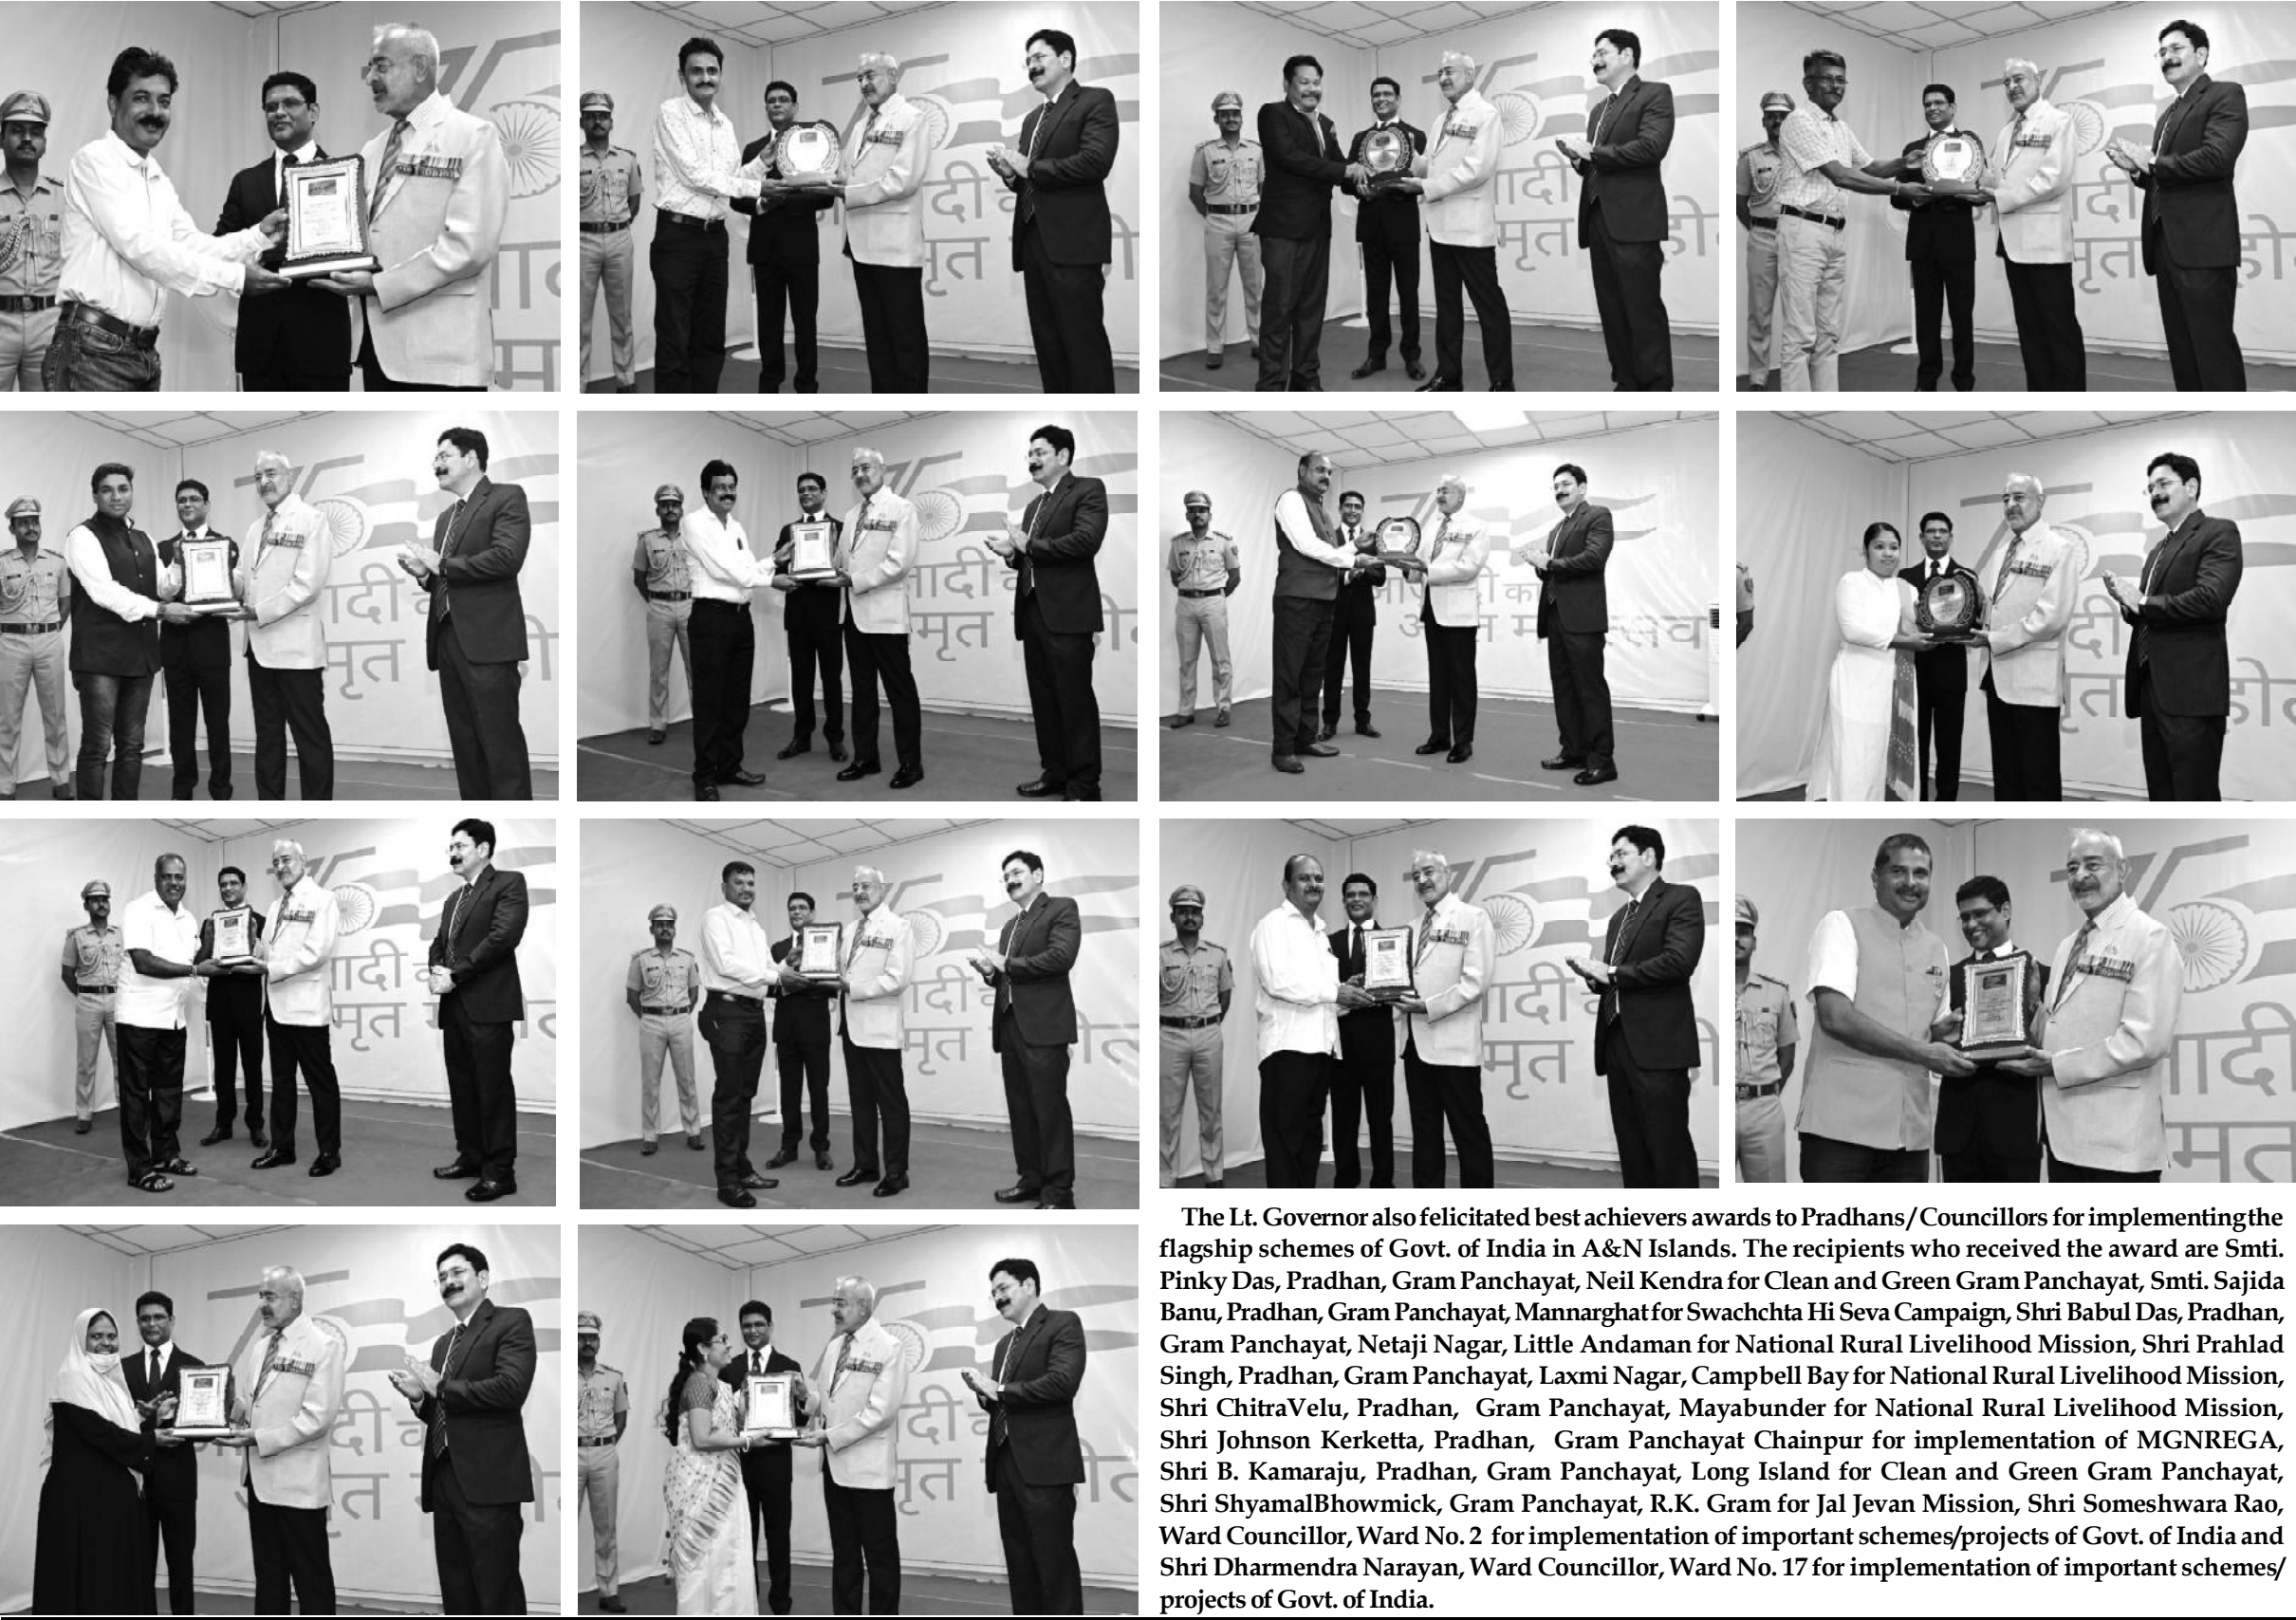 75
ादी
मृत
आज
ी का
अ
त म
त्सव
The Lt. Governor also felicitated best achievers awards to Pradhans/Councillors for implementing the
flagship schemes of Govt. of India in A&N Islands. The recipients who received the award are Smti.
Pinky Das, Pradhan, Gram Panchayat, Neil Kendra for Clean and Green Gram Panchayat, Smti. Sajida
Banu, Pradhan, Gram Panchayat, Mannarghat for Swachchta Hi Seva Campaign, Shri Babul Das, Pradhan,
Gram Panchayat, Netaji Nagar, Little Andaman for National Rural Livelihood Mission, Shri Prahlad
Singh, Pradhan, Gram Panchayat, Laxmi Nagar, Campbell Bay for National Rural Livelihood Mission,
Shri ChitraVelu, Pradhan, Gram Panchayat, Mayabunder for National Rural Livelihood Mission,
Shri Johnson Kerketta, Pradhan, Gram Panchayat Chainpur for implementation of MGNREGA,
Shri B. Kamaraju, Pradhan, Gram Panchayat, Long Island for Clean and Green Gram Panchayat,
Shri ShyamalBhowmick, Gram Panchayat, R.K. Gram for Jal Jevan Mission, Shri Someshwara Rao,
Ward Councillor, Ward No. 2 for implementation of important schemes/projects of Govt. of India and
Shri Dharmendra Narayan, Ward Councillor, Ward No. 17 for implementation of important schemes/
projects of Govt. of India.